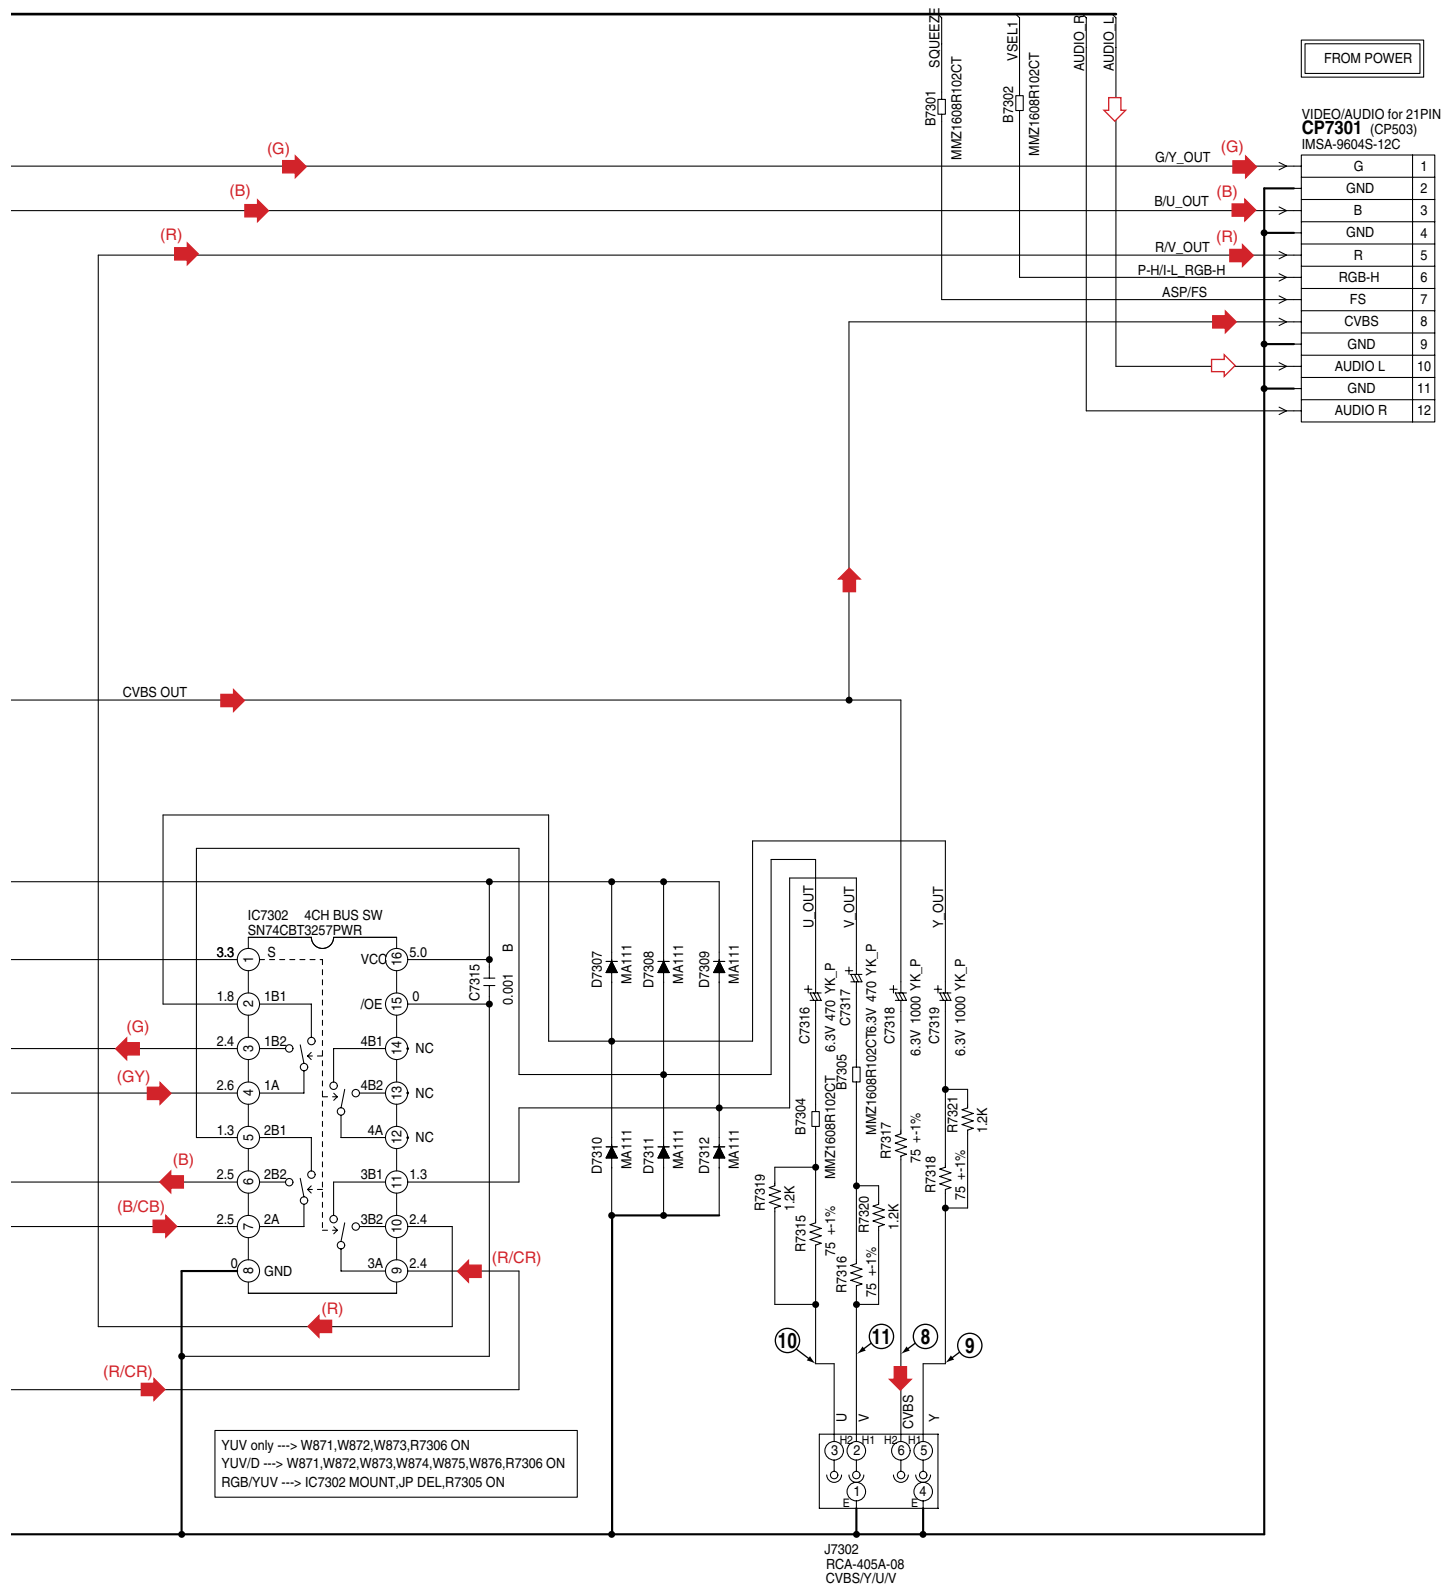 SQUEEZE
VSEL1
AUDIO_R
AUDIO_L
B7301
MMZ1608R102CT
B7302
MMZ1608R102CT
FROM POWER
VIDEO/AUDIO for 21PIN
CP7301 (CP503)
IMSA-9604S-12C
(G)
G/Y_OUT
(G)
G 1
GND 2
(B)
B/U_OUT
(B)
B 3
GND 4
(R)
R/V_OUT
(R)
R 5
P-H/I-L_RGB-H
RGB-H 6
ASP/FS
FS 7
CVBS 8
GND 9
AUDIO L 10
GND 11
AUDIO R 12
CVBS OUT
IC7302 4CH BUS SW
SN74CBT3257PWR
3.3 1 S
VCC 16 5.0
1.8 2 1B1
/OE 15 0
(G)
2.4 3 1B2
4B1 14 NC
(GY)
2.6 4 1A
4B2 13 NC
1.3 5 2B1
4A 12 NC
(B)
2.5 6 2B2
3B1 11 1.3
(B/CB)
2.5 7 2A
3B2 10 2.4
0 8 GND
3A 9 2.4
(R/CR)
(R)
(R/CR)
C7315
0.001 B
D7307
MA111
D7308
MA111
D7309
MA111
D7310
MA111
D7311
MA111
D7312
MA111
U_OUT
V_OUT
Y_OUT
+
C7316
6.3V 470 YK_P
+
C7317
6.3V 470 YK_P
+
C7318
6.3V 1000 YK_P
+
C7319
6.3V 1000 YK_P
B7304
MMZ1608R102CT
B7305
MMZ1608R102CT
R7317
75 +-1%
R7321
1.2K
R7318
75 +-1%
R7319
1.2K
R7315
75 +-1%
R7320
1.2K
R7316
75 +-1%
10
11
8
9
U
V
CVBS
Y
H2 H1 H2 H1
3 2 6 5
1 4
E E
J7302
RCA-405A-08
CVBS/Y/U/V
YUV only ---> W871,W872,W873,R7306 ON
YUV/D ---> W871,W872,W873,W874,W875,W876,R7306 ON
RGB/YUV ---> IC7302 MOUNT,JP DEL,R7305 ON